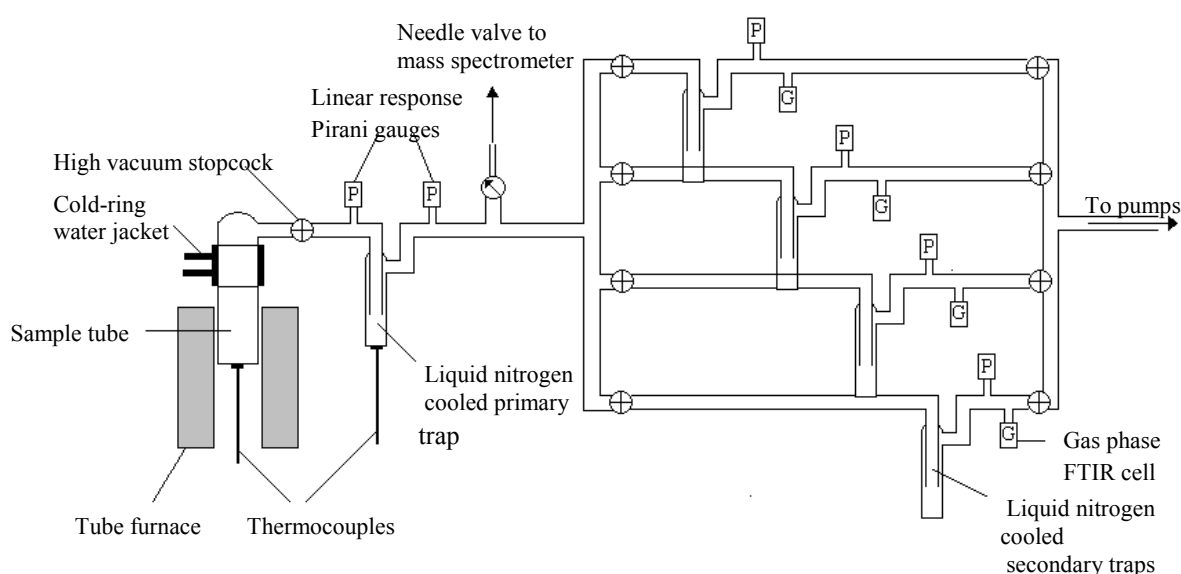 Needle valve to
mass spectrometer
Linear response
Pirani gauges
High vacuum stopcock
Cold-ring
water jacket
Sample tube
Tube furnace
Thermocouples
Liquid nitrogen
cooled primary
trap
P
P
P
G
P
G
P
G
P
G
To pumps
Gas phase
FTIR cell
Liquid nitrogen
cooled
secondary traps